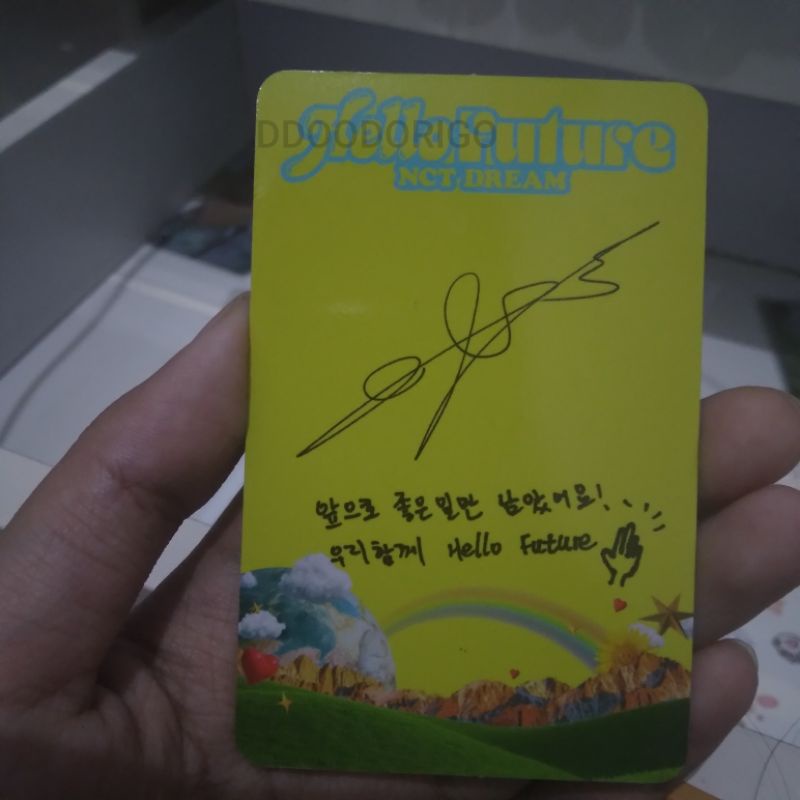 Hello Future
DDOOODORIGO
NCT DREAM
앞으로 좋은일만 남았어요!
우리함께 Hello Future